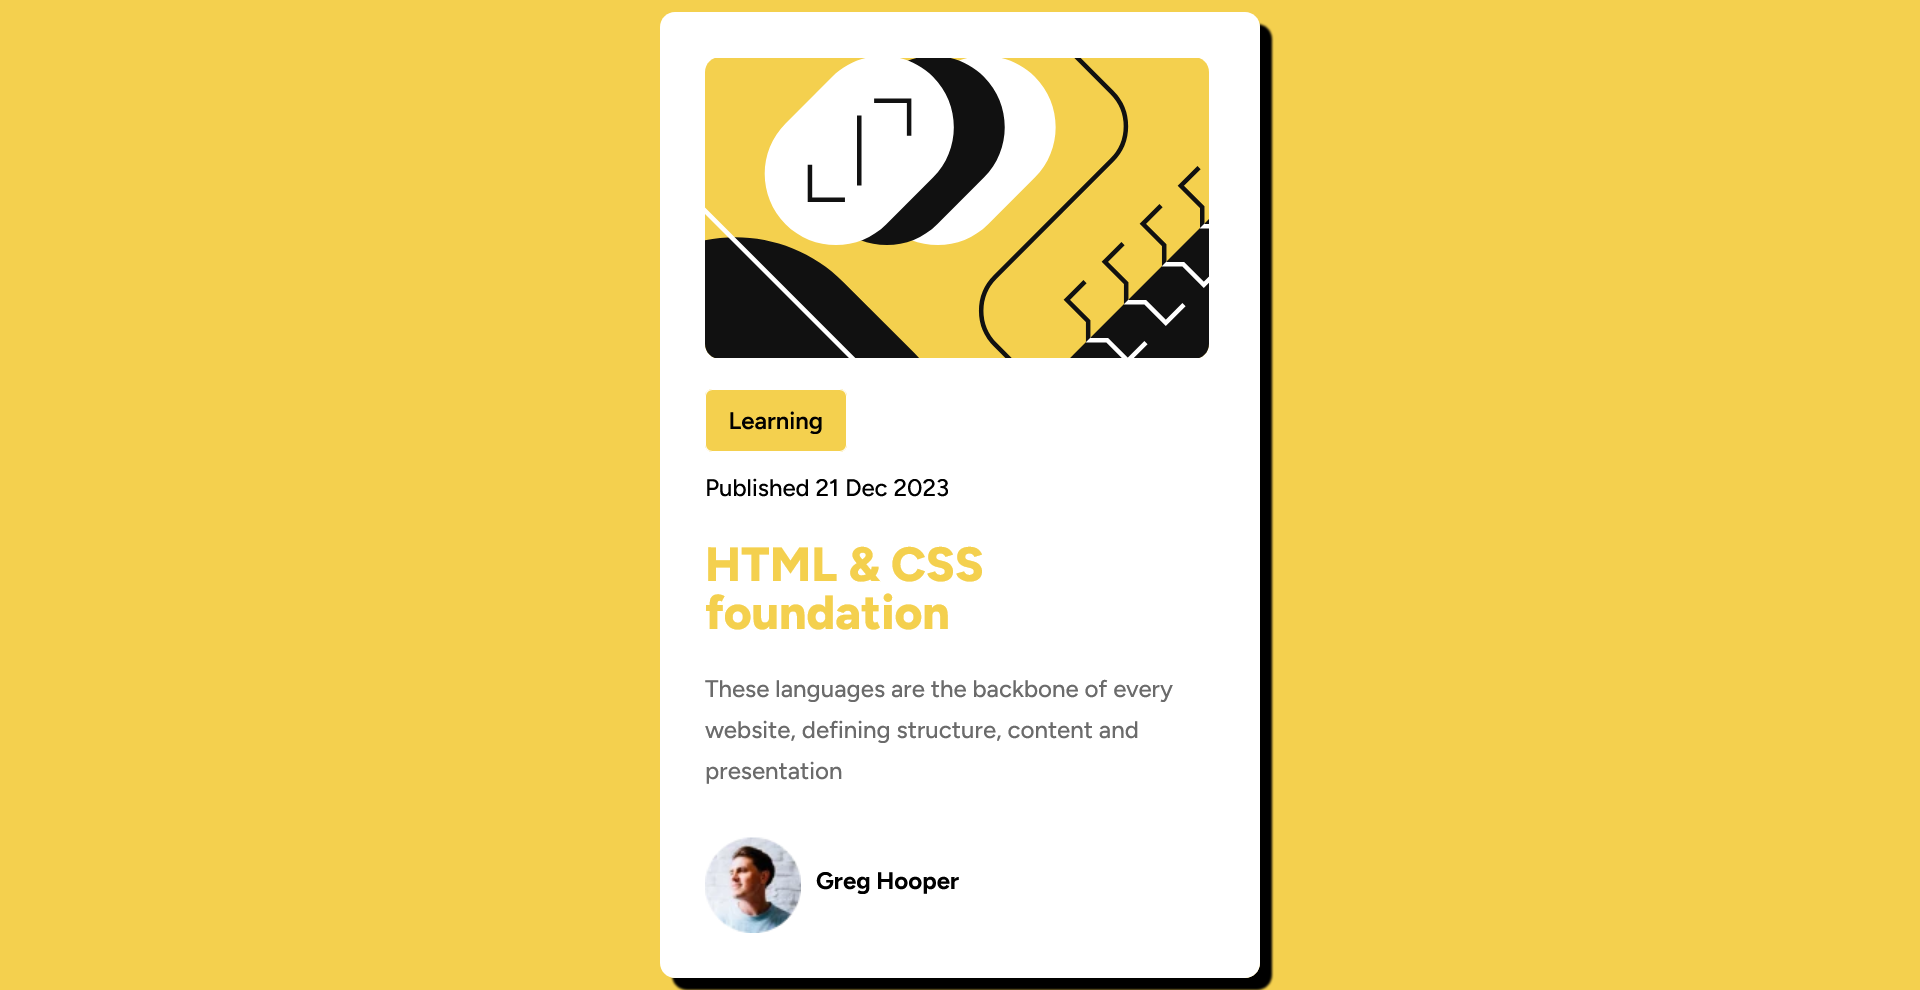 Learning
Published 21 Dec 2023
HTML & CSS
foundation
These languages are the backbone of every
website, defining structure, content and
presentation
Greg Hooper